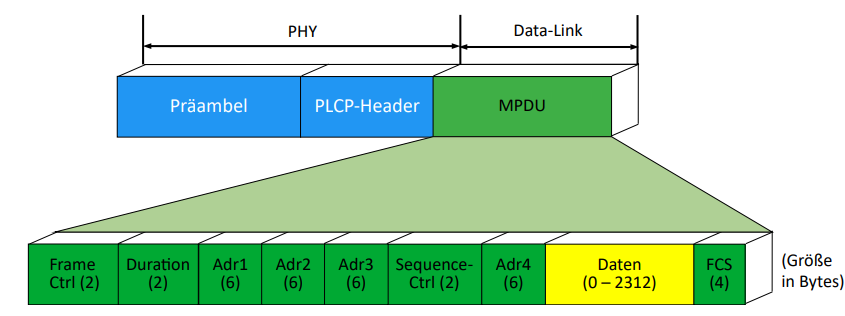 PHY
Data-Link
Präambel
PLCP-Header
MPDU
Frame
Ctrl (2)
Duration
(2)
Adr1
(6)
Adr2
(6)
Adr3
(6)
Sequence-
Ctrl (2)
Adr4
(6)
Daten
(0 – 2312)
FCS
(4)
(Größe
in Bytes)